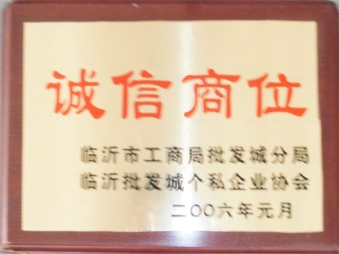 诚信商位
临沂市工商局批发城分局
临沂批发城个私企业协会
二00六年元月